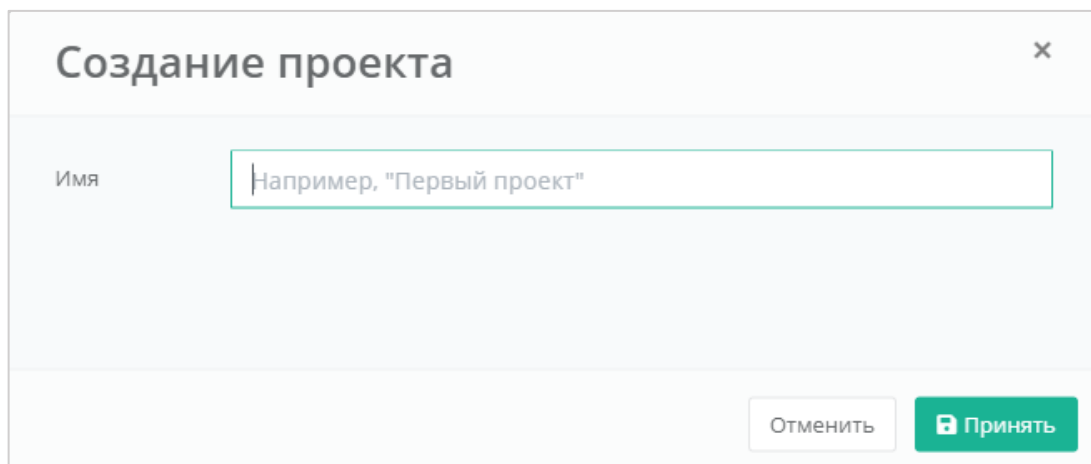 Создание проекта
×
Имя
Например, "Первый проект"
Отменить
Принять